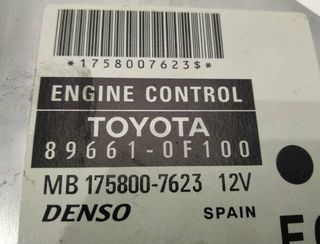 *1758007623$*
ENGINE CONTROL
TOYOTA
89661-0F100
MB 175800-7623 12V
DENSO SPAIN